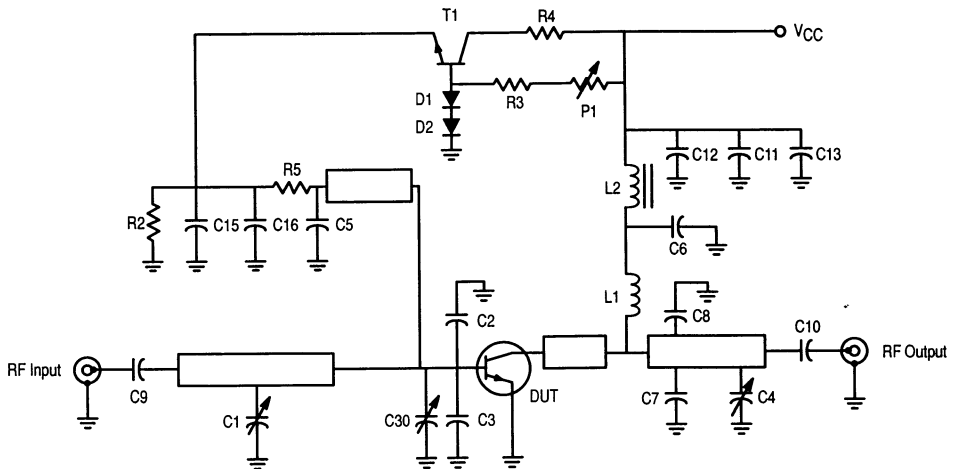 T1
R4
VCC
D1
R3
P1
D2
C12
C11
C13
R5
L2
R2
C15
C16
C5
C6
L1
C2
C8
C10
RF Input
RF Output
C9
DUT
C1
C30
C3
C7
C4